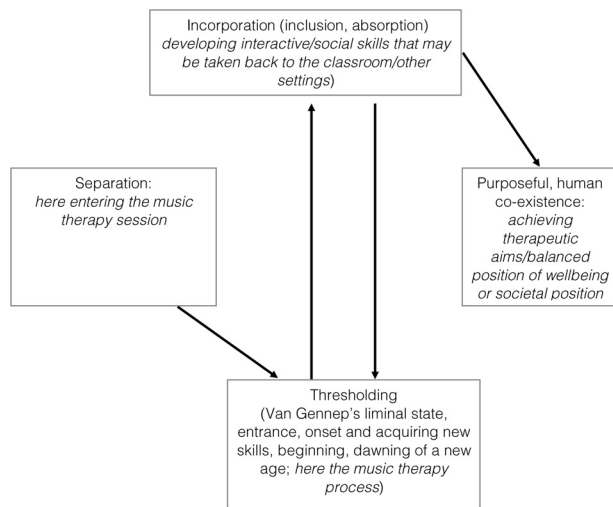 Incorporation (inclusion, absorption)
developing interactive/social skills that may
be taken back to the classroom/other
settings)
Separation:
here entering the music
therapy session
Purposeful, human
co-existence:
achieving
therapeutic
aims/balanced
position of wellbeing
or societal position
Thresholding
(Van Gennep’s liminal state,
entrance, onset and acquiring new
skills, beginning, dawning of a new
age; here the music therapy
process)